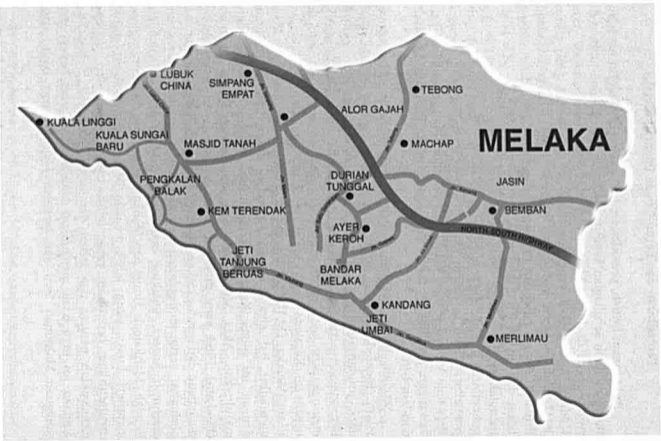 LUBUK
CHINA
SIMPANG
EMPAT
TEBONG
KUALA LINGGI
ALOR GAJAH
KUALA SUNGAI
BARU
MASJID TANAH
MACHAP
MELAKA
PENGKALAN
BALAK
DURIAN
TUNGGAL
JASIN
KEM TERENDAK
BEMBAN
AYER
KEROH
NORTH SOUTH HIGHWAY
JETI
TANJUNG
BERUAS
BANDAR
MELAKA
KANDANG
JETI
UMBAI
MERLIMAU